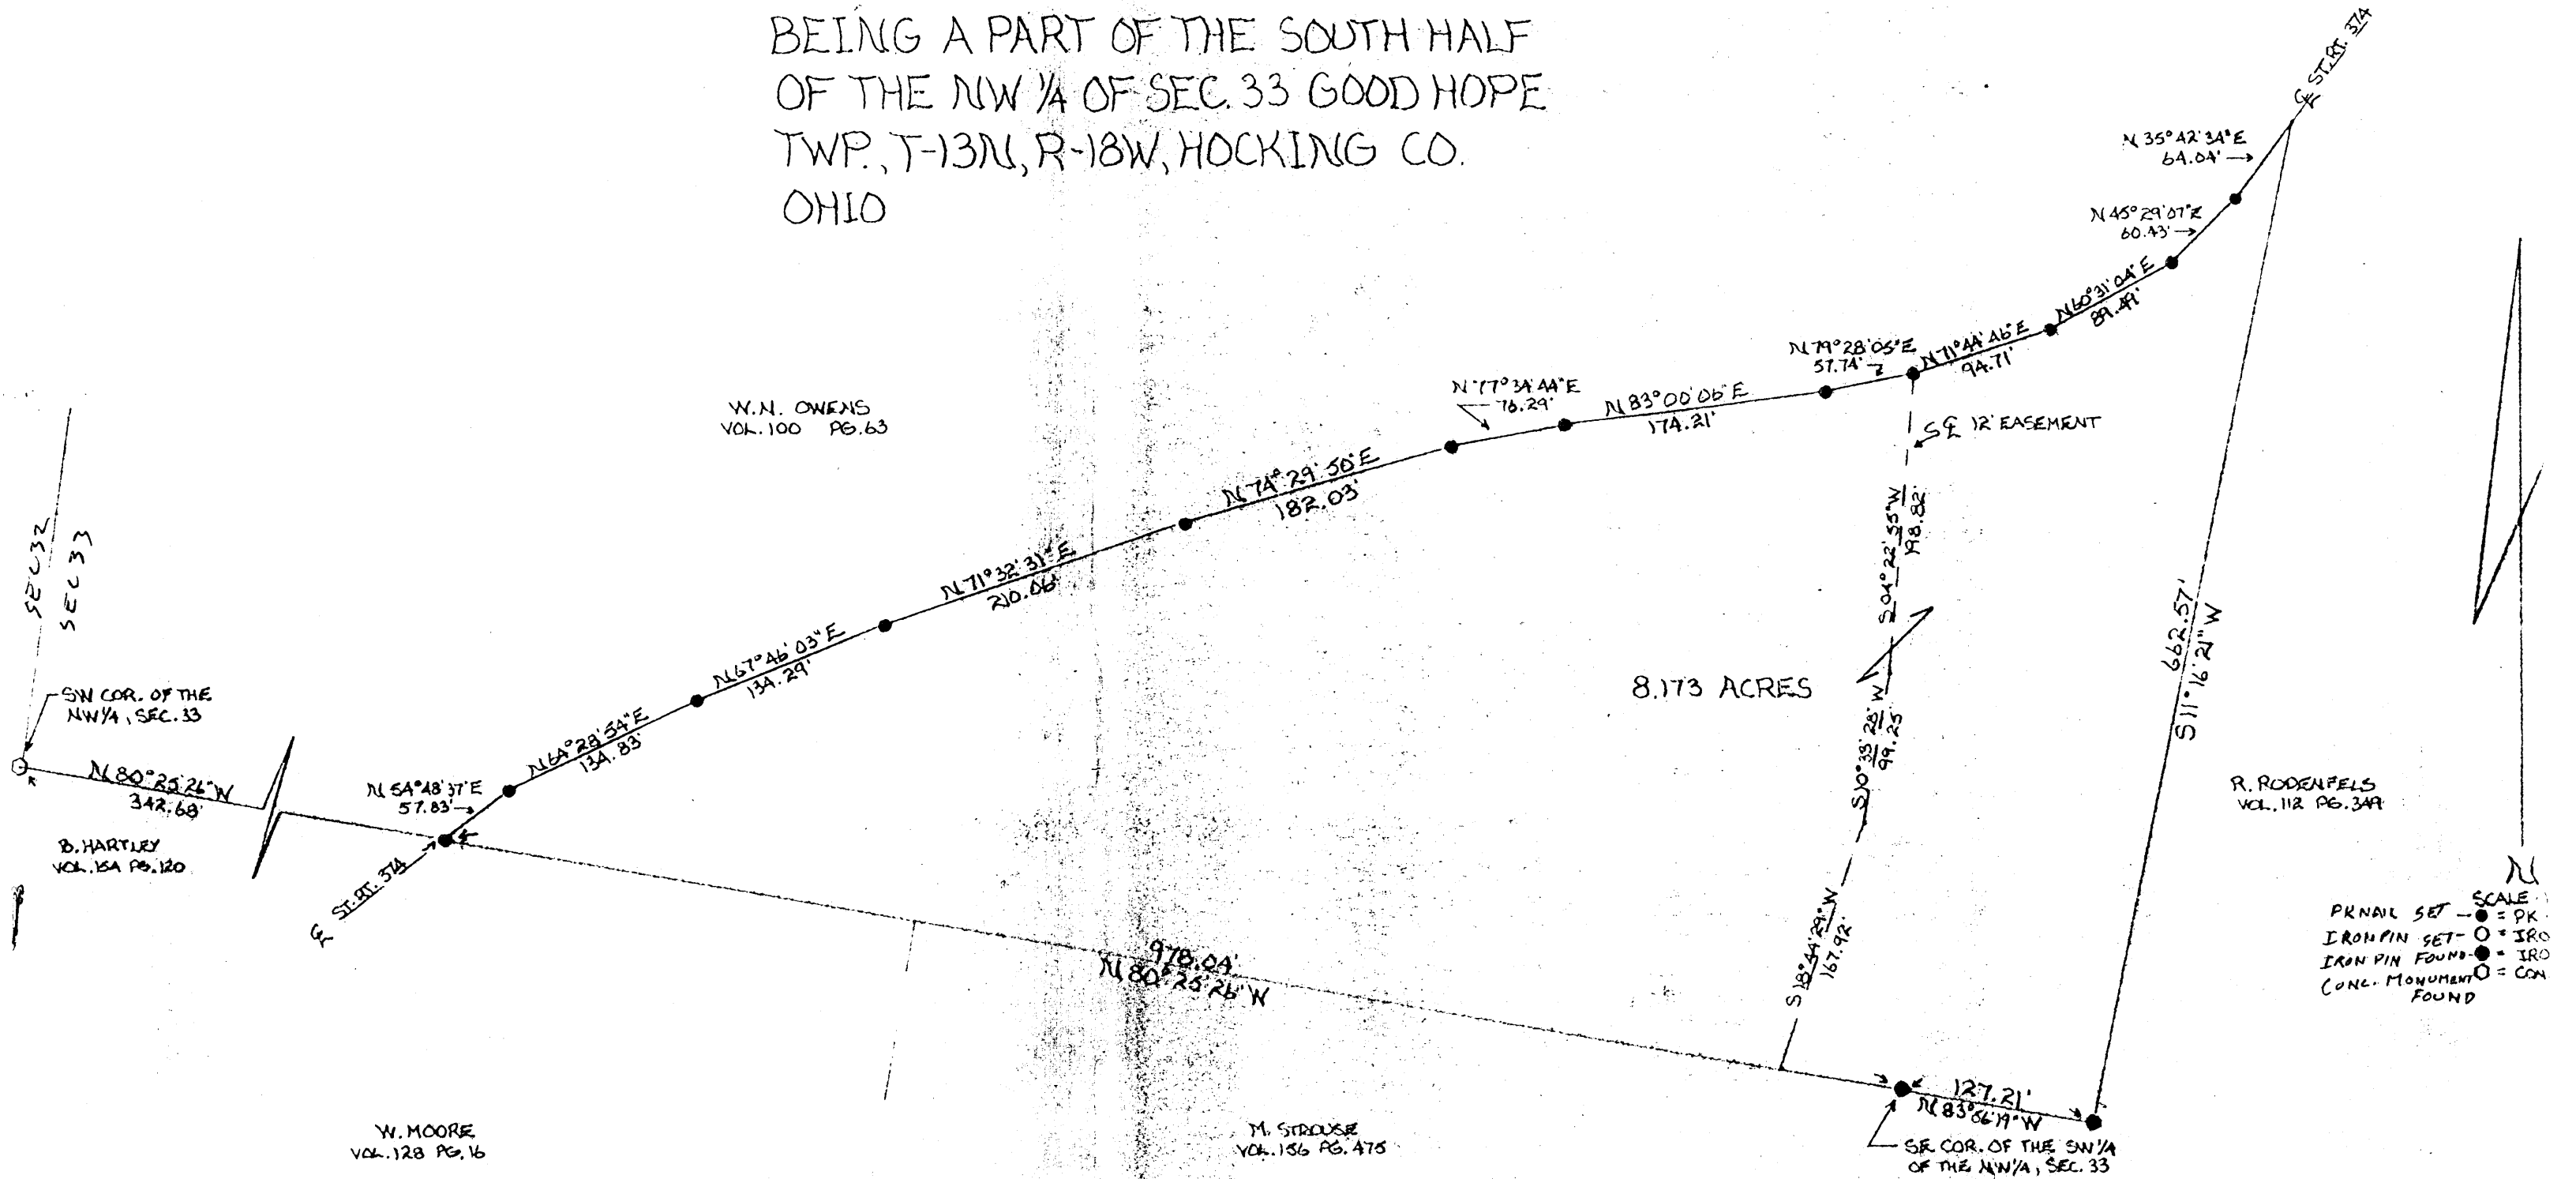 BEING A PART OF THE SOUTH HALF
OF THE NW 1/4 OF SEC. 33 GOOD HOPE
TWP., T-13N, R-18W, HOCKING CO.
OHIO
℄ ST. RT. 374
N 35° 42' 34" E
64.04'
N 45° 29' 07" E
60.43'
N 60° 31' 04" E
89.49'
N 71° 44' 46" E
94.71'
N 79° 28' 05" E
57.74'
N 83° 00' 06" E
174.21'
N 77° 34' 44" E
76.29'
N 74° 29' 50" E
182.03'
N 71° 32' 31" E
210.06'
N 67° 46' 03" E
134.29'
N 64° 28' 54" E
134.83'
N 54° 48' 37" E
57.83'
℄ ST. RT. 374
W.N. OWENS
VOL. 100 PG. 63
SEC 32
SEC 33
SW COR. OF THE
NW 1/4, SEC. 33
N 80° 25' 26" W
342.68'
B. HARTLEY
VOL. 154 PG. 120
S ℄ 12' EASEMENT
S 04° 22' 55" W
198.82'
S 10° 33' 28" W
99.25
S 18° 44' 29" W
167.92'
8.173 ACRES
662.57'
S 11° 16' 21" W
R. RODENFELS
VOL. 112 PG. 349
978.04'
N 80° 25' 26" W
127.21'
N 83° 56' 19" W
SE COR. OF THE SW 1/4
OF THE NW 1/4, SEC. 33
W. MOORE
VOL. 128 PG. 16
M. STROUSE
VOL. 156 PG. 475
N
SCALE
PK NAIL SET - ● = PK
IRON PIN SET - O = IRO
IRON PIN FOUND - ● = IRO
CONC. MONUMENT O = CON
FOUND